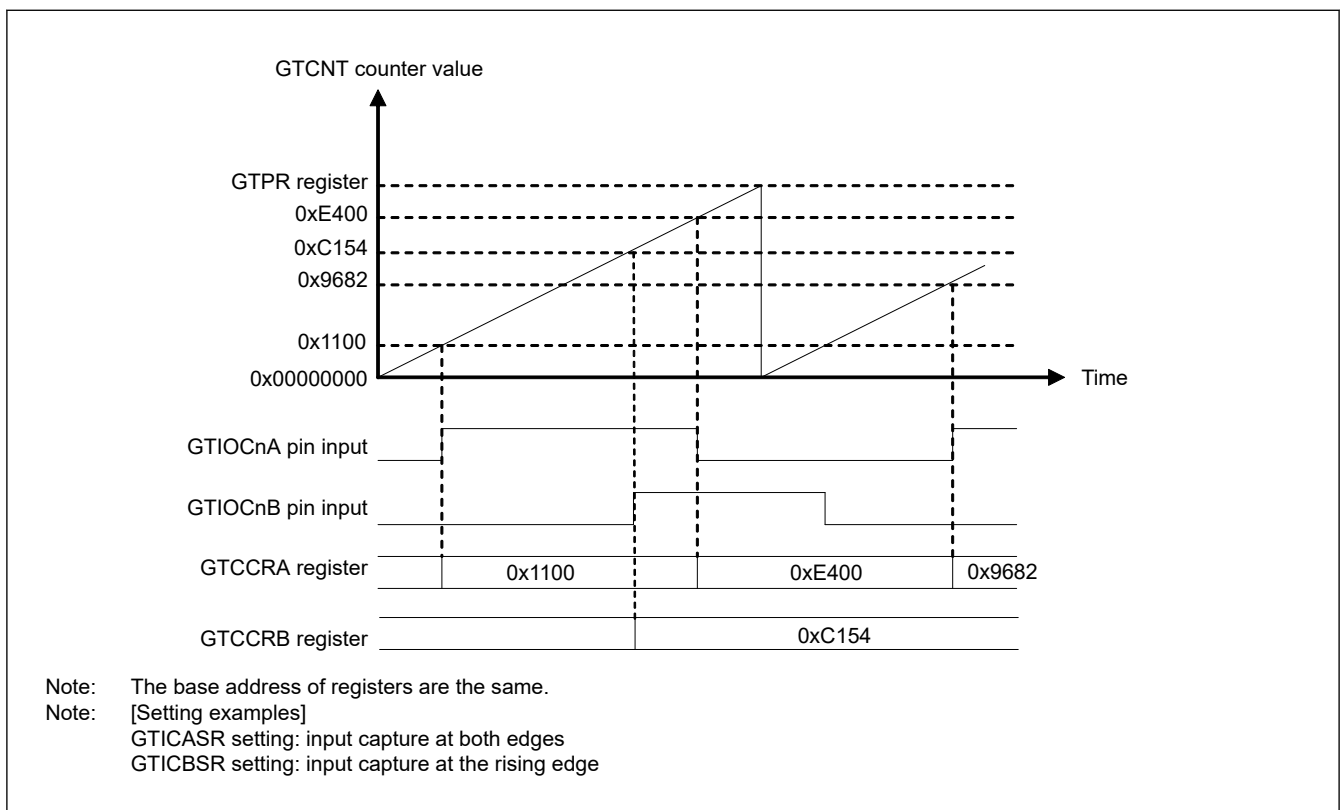 GTCNT counter value
GTPR register
0xE400
0xC154
0x9682
0x1100
0x00000000
Time
GTIOCnA pin input
GTIOCnB pin input
GTCCRA register
0x1100
0xE400
0x9682
GTCCRB register
0xC154
Note: The base address of registers are the same.
Note: [Setting examples]
GTICASR setting: input capture at both edges
GTICBSR setting: input capture at the rising edge